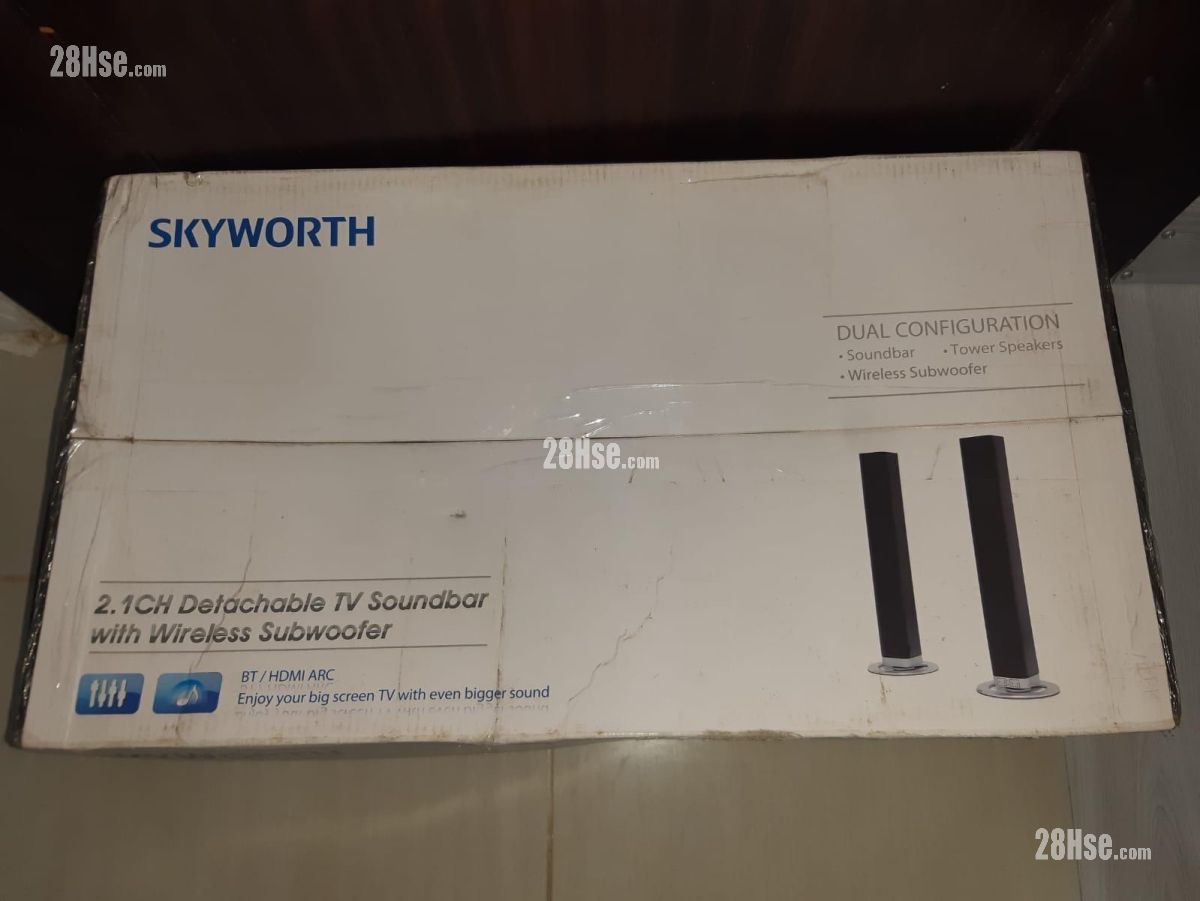 28Hse.com
SKYWORTH
DUAL CONFIGURATION
• Soundbar • Tower Speakers
• Wireless Subwoofer
28Hse.com
2.1CH Detachable TV Soundbar
with Wireless Subwoofer
BT / HDMI ARC
Enjoy your big screen TV with even bigger sound
28Hse.com